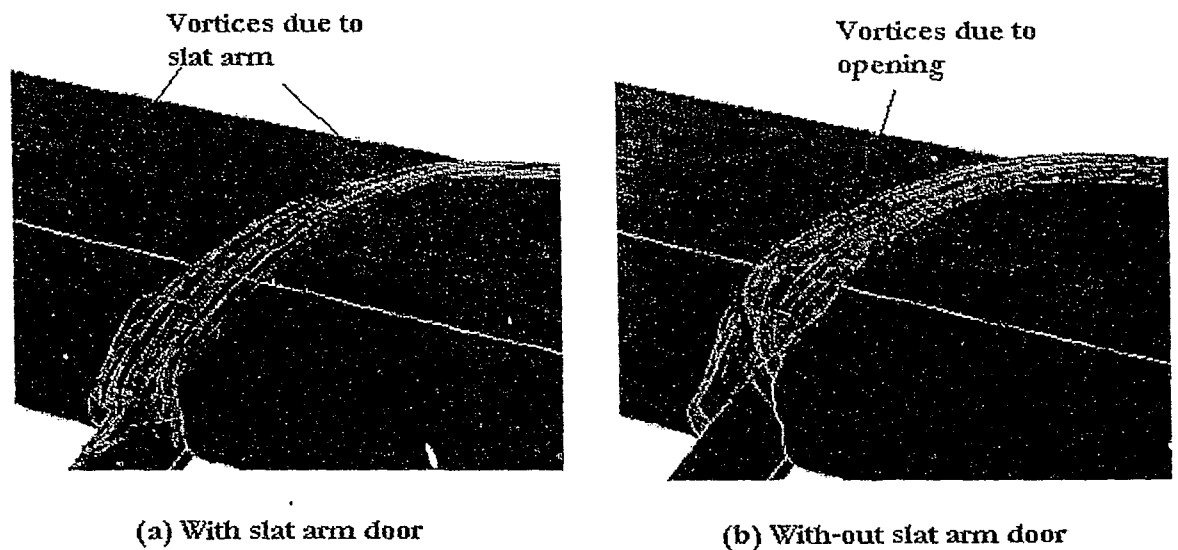 Vortices due to
slat arm
Vortices due to
opening
(a) With slat arm door
(b) With-out slat arm door